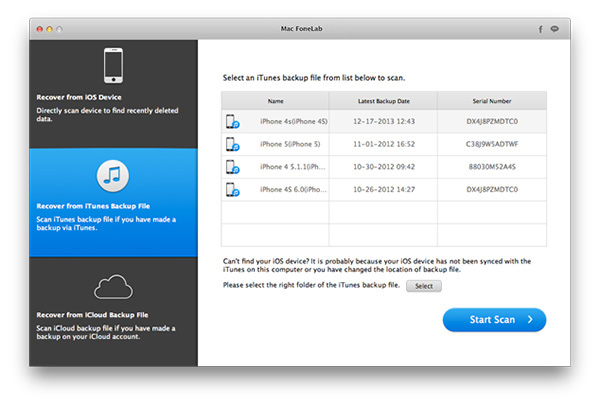 Mac FoneLab
Recover from iOS Device
Directly scan device to find recently deleted
data.
Recover from iTunes Backup File
Scan iTunes backup file if you have made a
backup via iTunes.
Recover from iCloud Backup File
Scan iCloud backup file if you have made a
backup on your iCloud account.
Select an iTunes backup file from list below to scan.
Name Latest Backup Date Serial Number
iPhone 4s(iPhone 4S) 12-17-2013 12:43 DX4J8PZMDTC0
iPhone 5(iPhone 5) 11-01-2012 16:52 C38J9W5ADTWF
iPhone 4 5.1.1(iPh... 10-30-2012 09:42 88030M52A4S
iPhone 4S 6.0(iPho... 10-26-2012 14:27 DX4J8PZMDTC0
Can't find your iOS device? It is probably because your iOS device has not been synced with the
iTunes on this computer or you have changed the location of backup file.
Please select the right folder of the iTunes backup file. Select
Start Scan